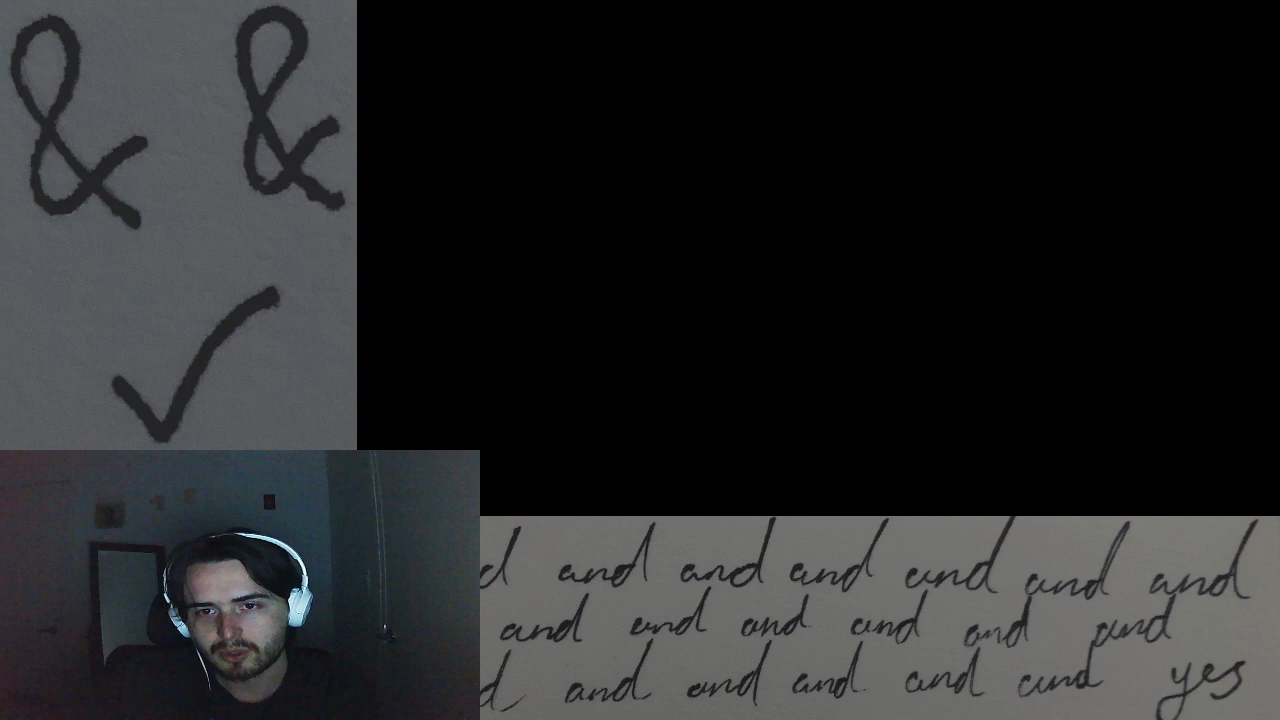 & &
✓
and and and and and and
and and and and and and
and and and and and yes